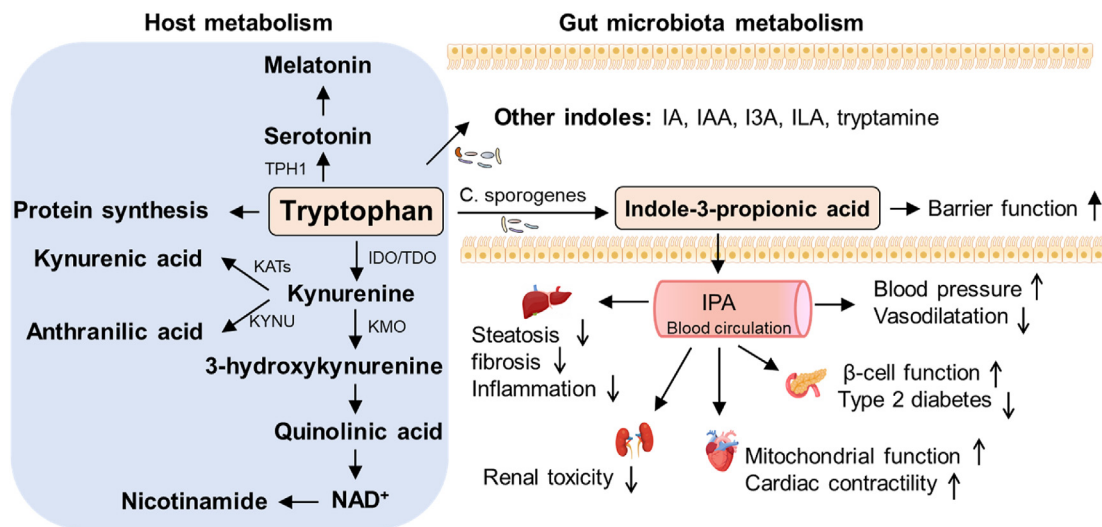 Host metabolism
Gut microbiota metabolism
Melatonin
Serotonin
TPH1
Protein synthesis
Tryptophan
Kynurenic acid
KATs
IDO/TDO
Kynurenine
Anthranilic acid
KYNU
KMO
3-hydroxykynurenine
Quinolinic acid
Nicotinamide
NAD+
Other indoles: IA, IAA, I3A, ILA, tryptamine
C. sporogenes
Indole-3-propionic acid
Barrier function ↑
IPA
Blood circulation
Blood pressure ↑
Vasodilatation ↓
Steatosis ↓
fibrosis ↓
Inflammation ↓
β-cell function ↑
Type 2 diabetes ↓
Renal toxicity ↓
Mitochondrial function ↑
Cardiac contractility ↑